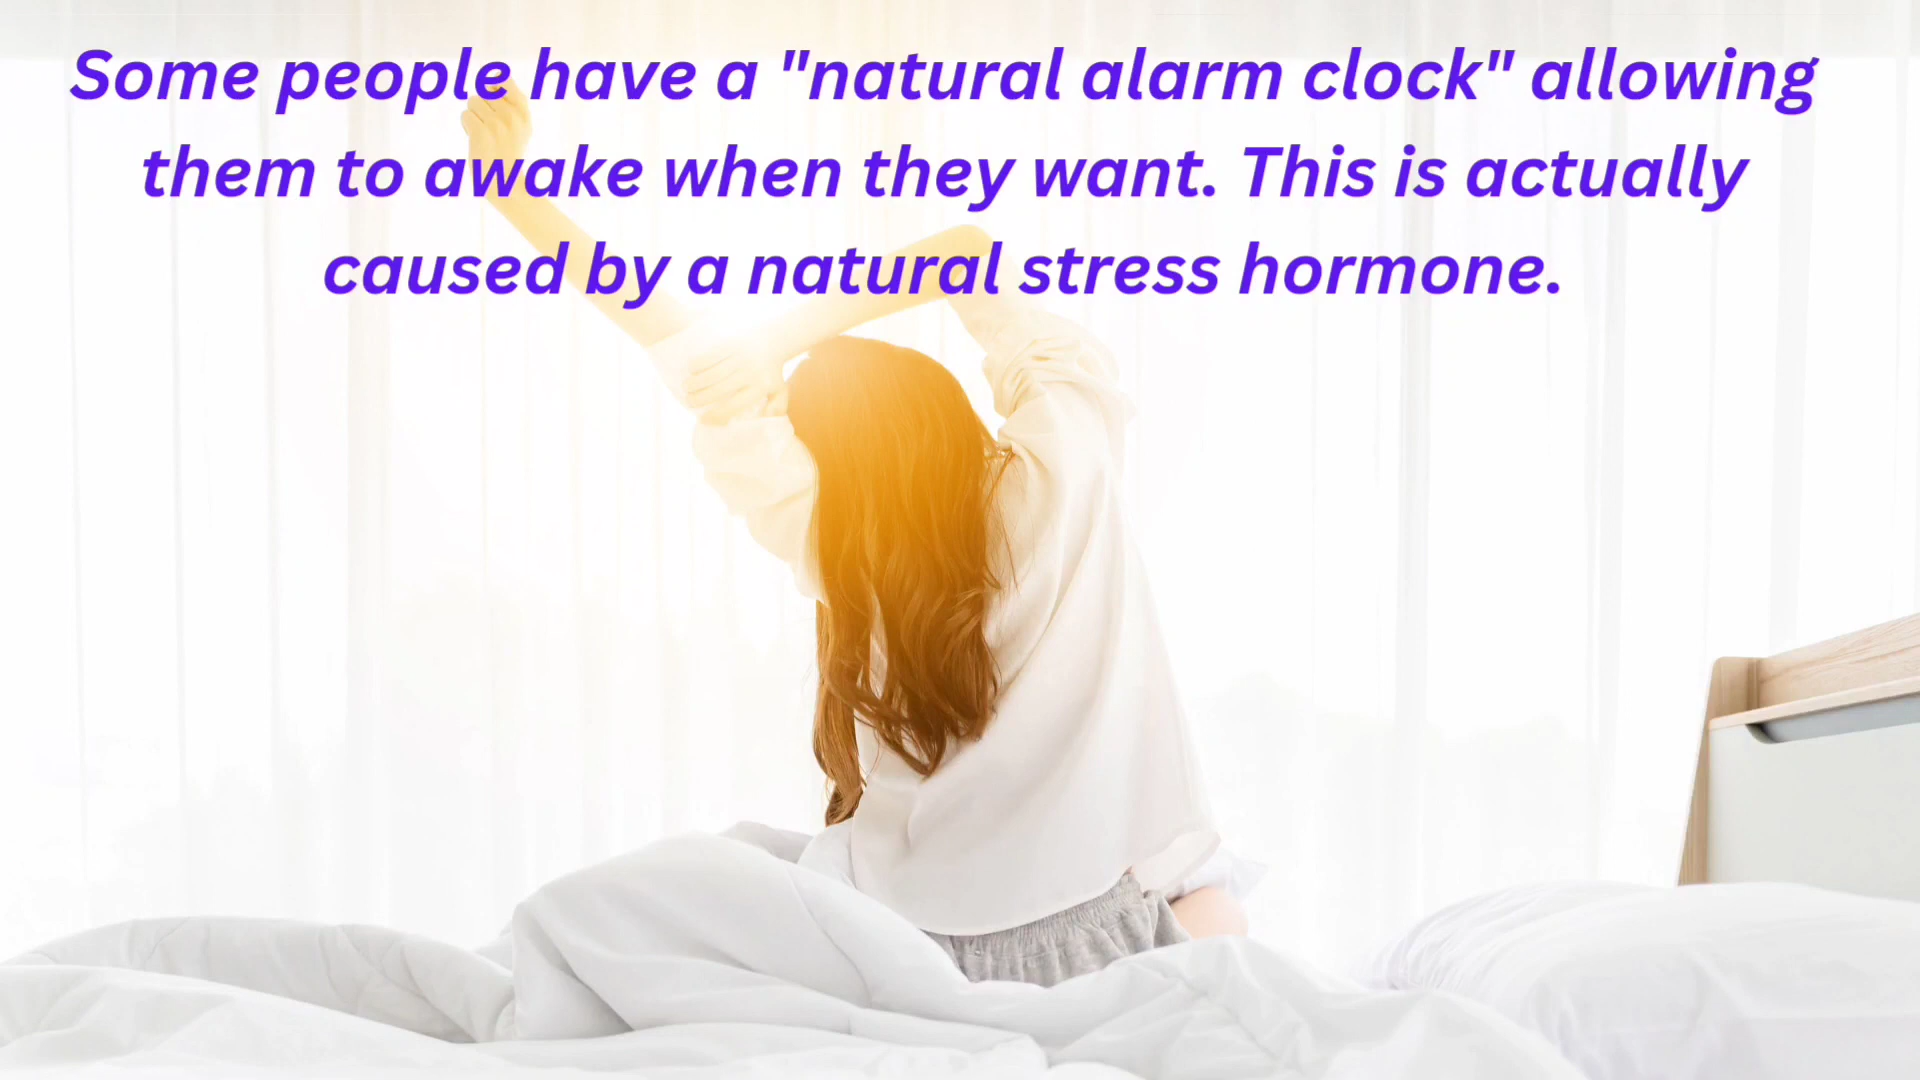 Some people have a "natural alarm clock" allowing
them to awake when they want. This is actually
caused by a natural stress hormone.